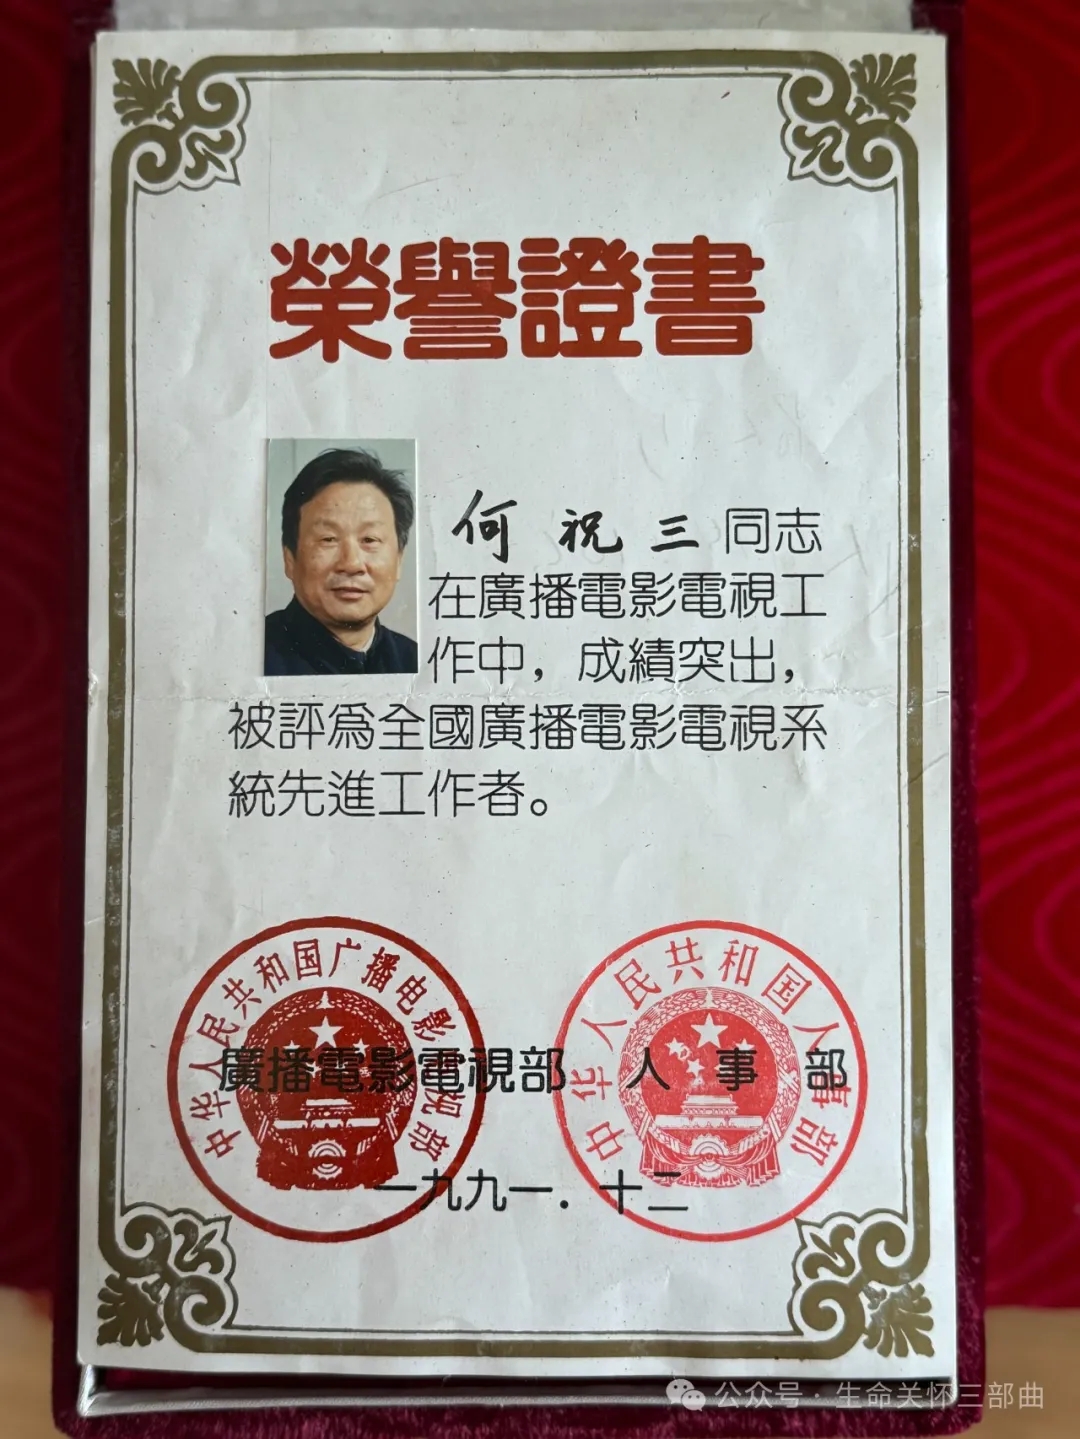 榮譽證書
何祝三同志
在廣播電影電視工
作中，成績突出，
被評為全國廣播電影電視系
統先進工作者。
中华人民共和国广播电影电视部
中华人民共和国人事部
廣播電影電視部 人事部
一九九一．十二
公众号·生命关怀三部曲